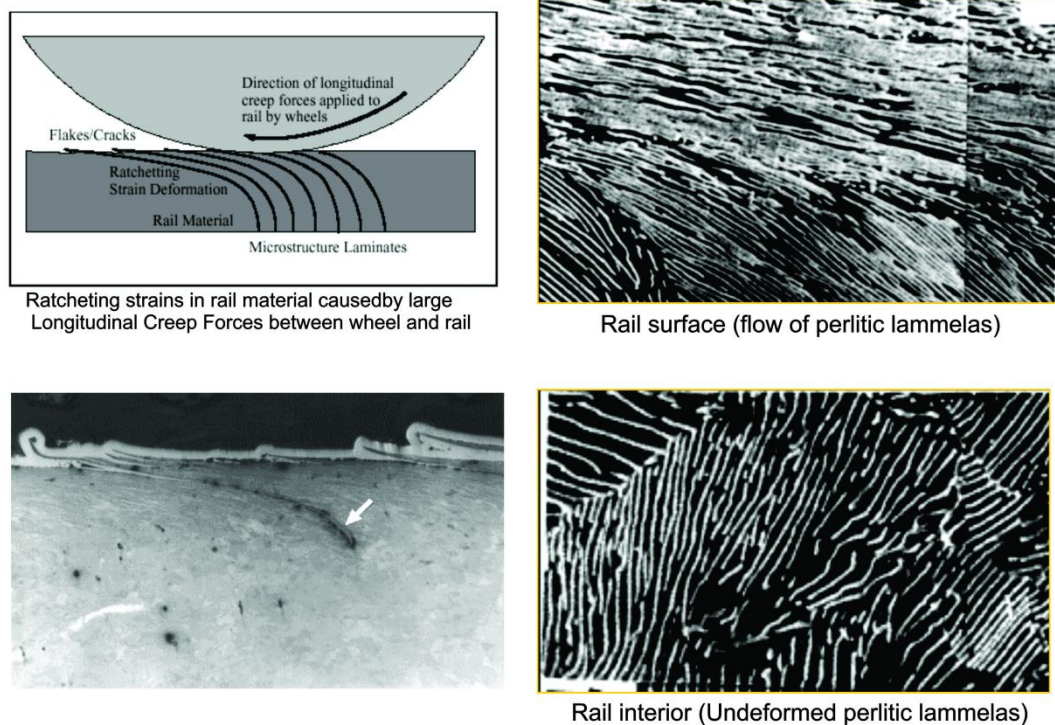 Direction of longitudinal
creep forces applied to
rail by wheels
Flakes/Cracks
Ratchetting
Strain Deformation
Rail Material
Microstructure Laminates
Ratcheting strains in rail material causedby large
Longitudinal Creep Forces between wheel and rail
Rail surface (flow of perlitic lammelas)
Rail interior (Undeformed perlitic lammelas)